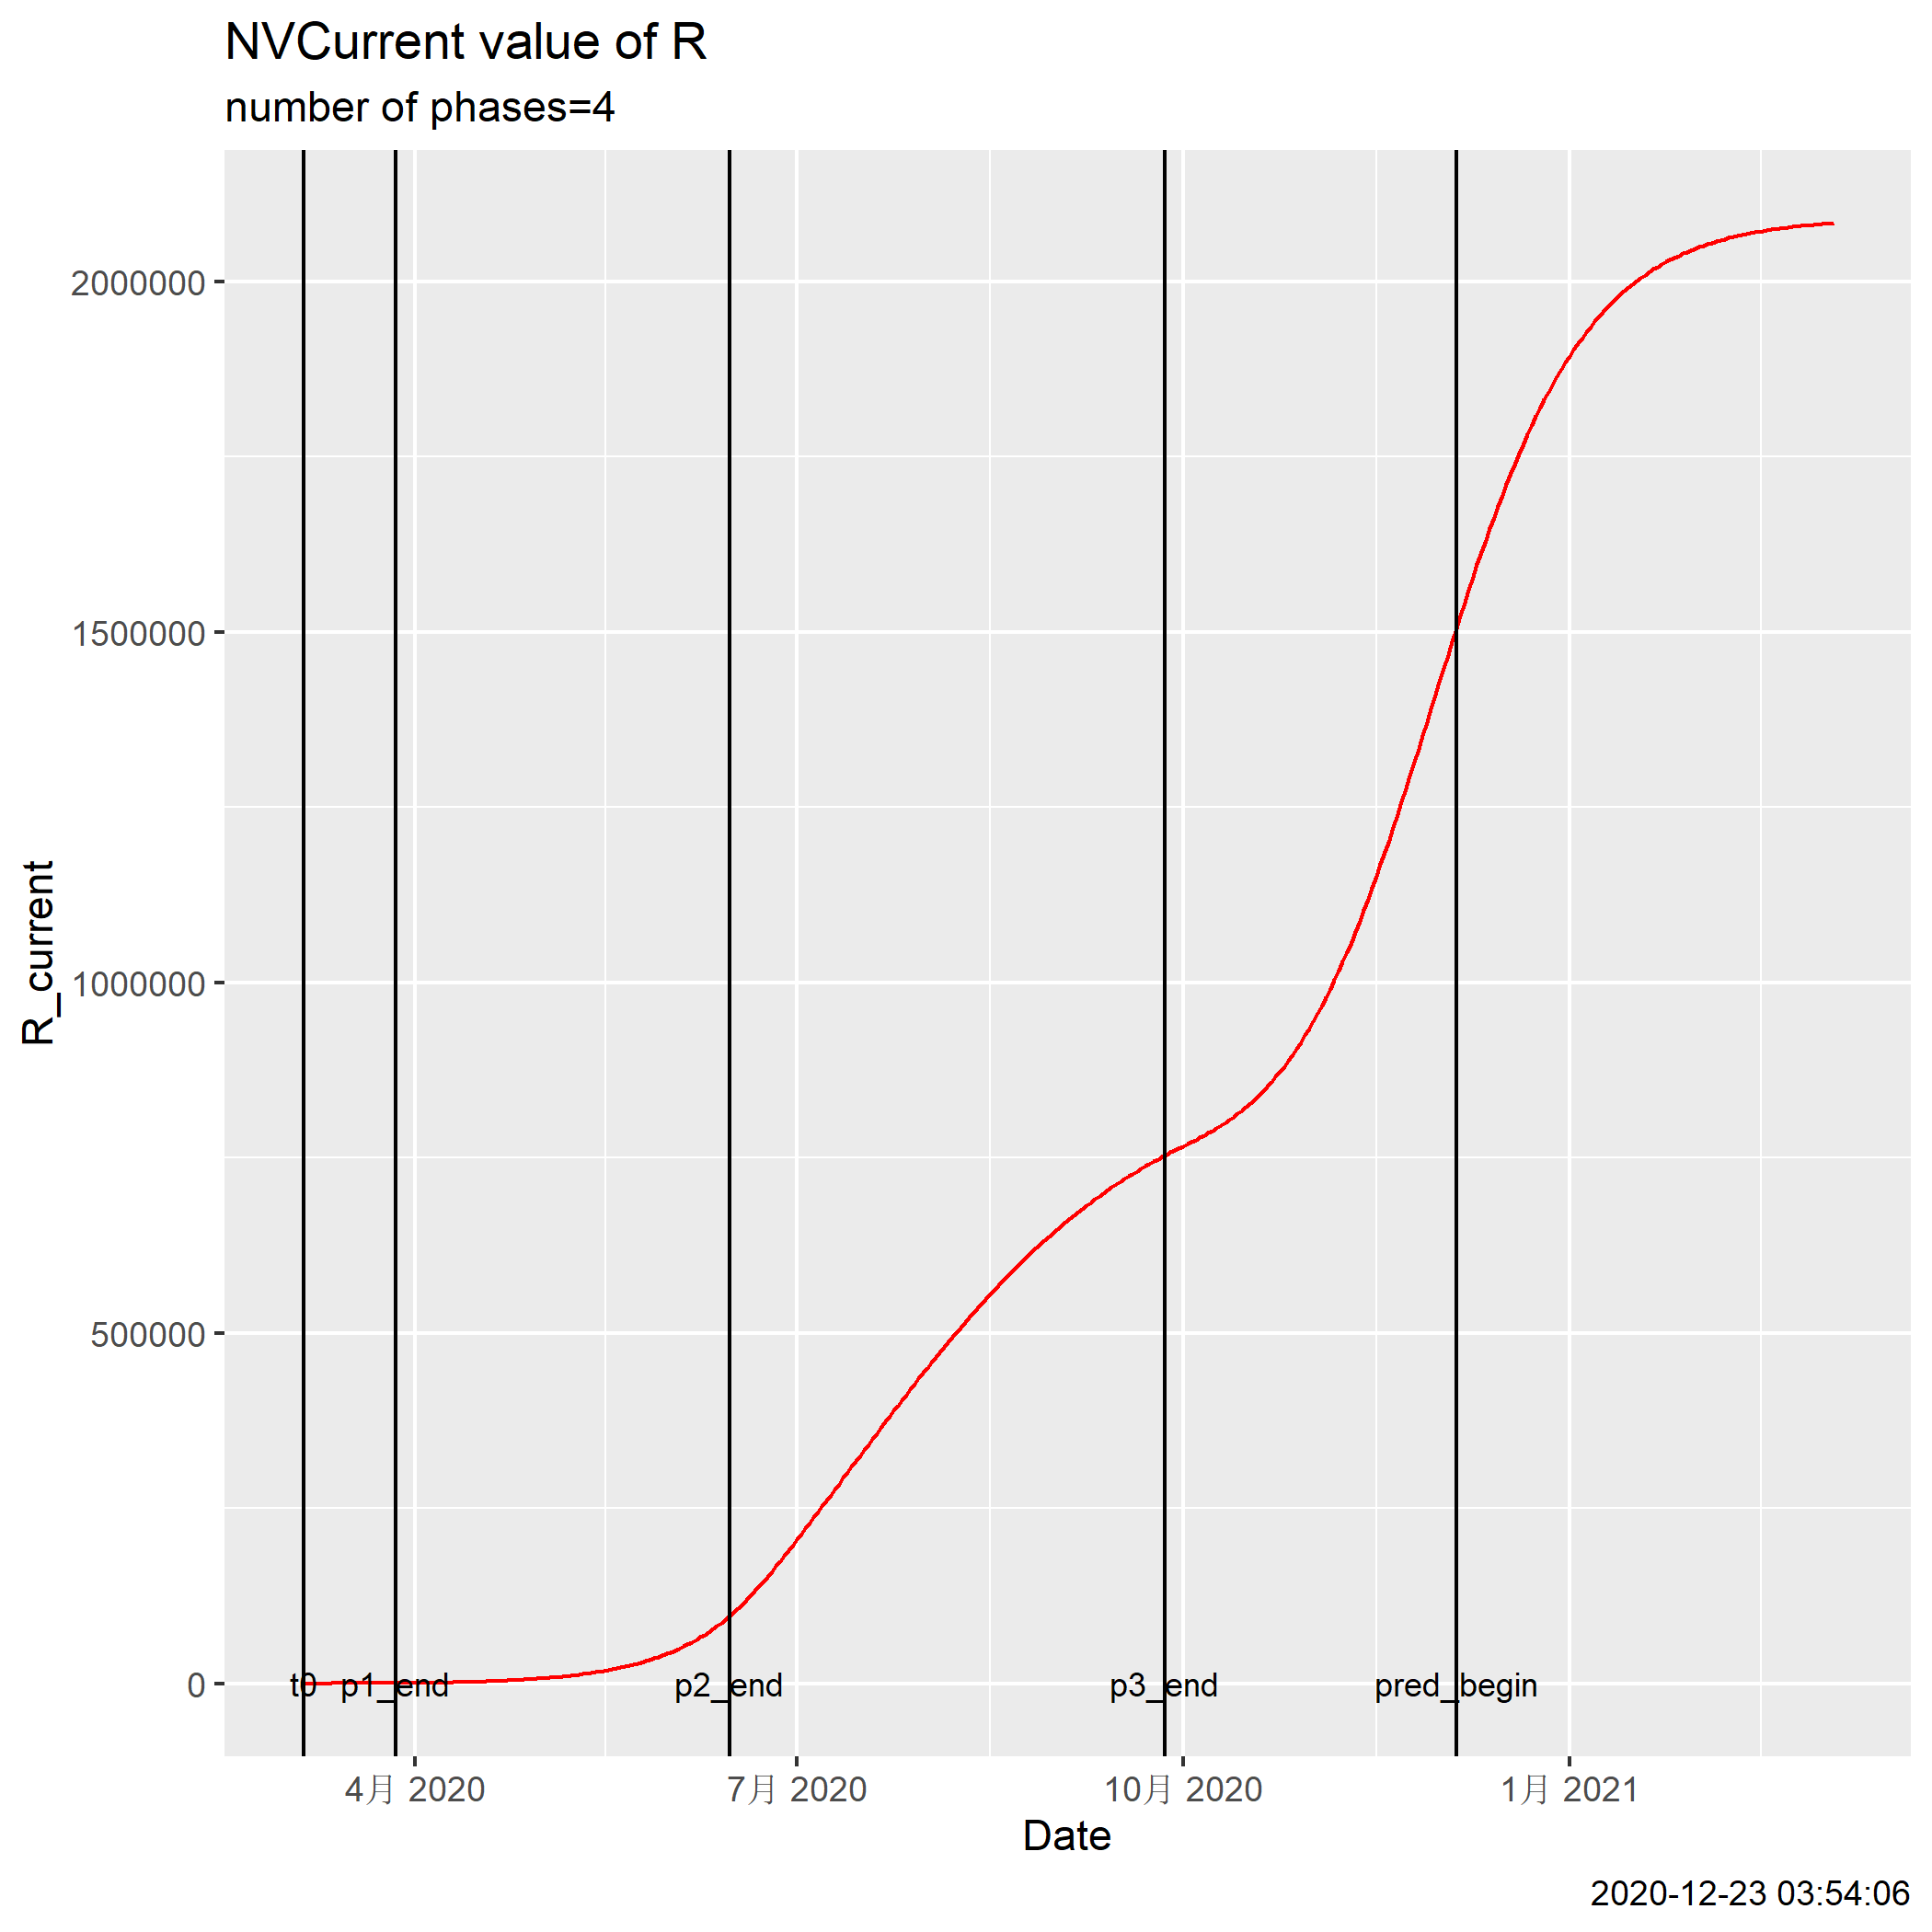 NVCurrent value of R
number of phases=4
R_current
2000000
1500000
1000000
500000
0
t0 p1_end p2_end p3_end pred_begin
4月 2020 7月 2020 10月 2020 1月 2021
Date
2020-12-23 03:54:06